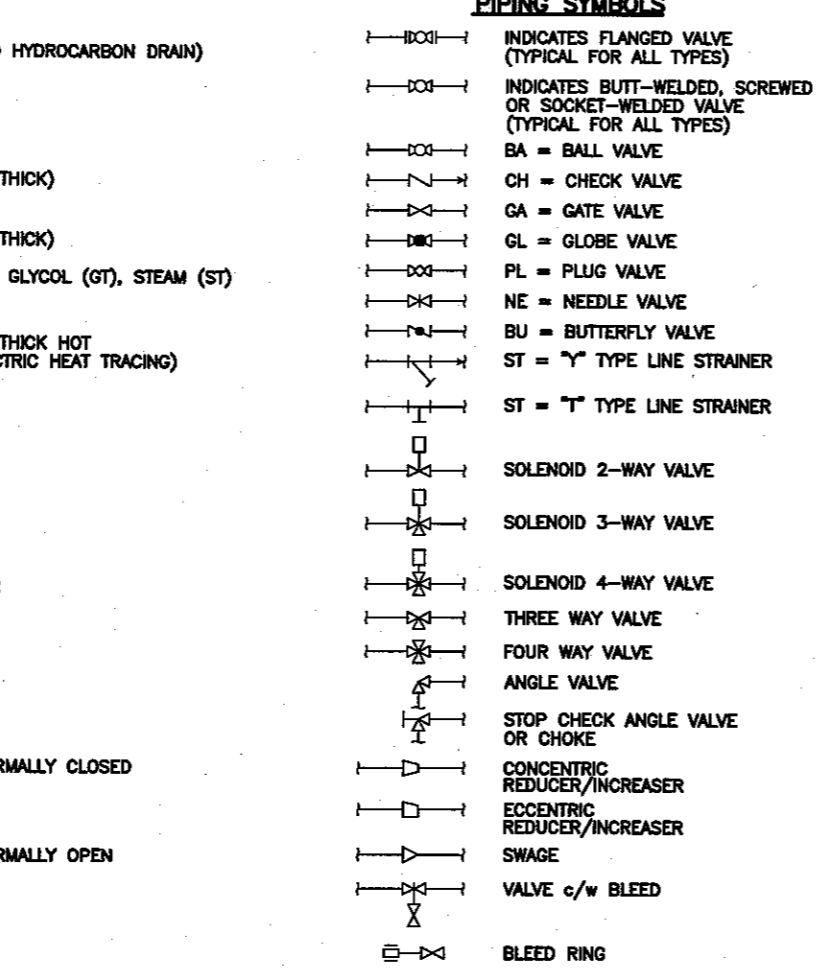 PIPING SYMBOLS
HYDROCARBON DRAIN)
THICK)
THICK)
GLYCOL (GT), STEAM (ST)
THICK HOT
CTRIC HEAT TRACING)
RMALLY CLOSED
RMALLY OPEN
INDICATES FLANGED VALVE
(TYPICAL FOR ALL TYPES)
INDICATES BUTT-WELDED, SCREWED
OR SOCKET-WELDED VALVE
(TYPICAL FOR ALL TYPES)
BA = BALL VALVE
CH = CHECK VALVE
GA = GATE VALVE
GL = GLOBE VALVE
PL = PLUG VALVE
NE = NEEDLE VALVE
BU = BUTTERFLY VALVE
ST = "Y" TYPE LINE STRAINER
ST = "T" TYPE LINE STRAINER
SOLENOID 2-WAY VALVE
SOLENOID 3-WAY VALVE
SOLENOID 4-WAY VALVE
THREE WAY VALVE
FOUR WAY VALVE
ANGLE VALVE
STOP CHECK ANGLE VALVE
OR CHOKE
CONCENTRIC
REDUCER/INCREASER
ECCENTRIC
REDUCER/INCREASER
SWAGE
VALVE c/w BLEED
BLEED RING